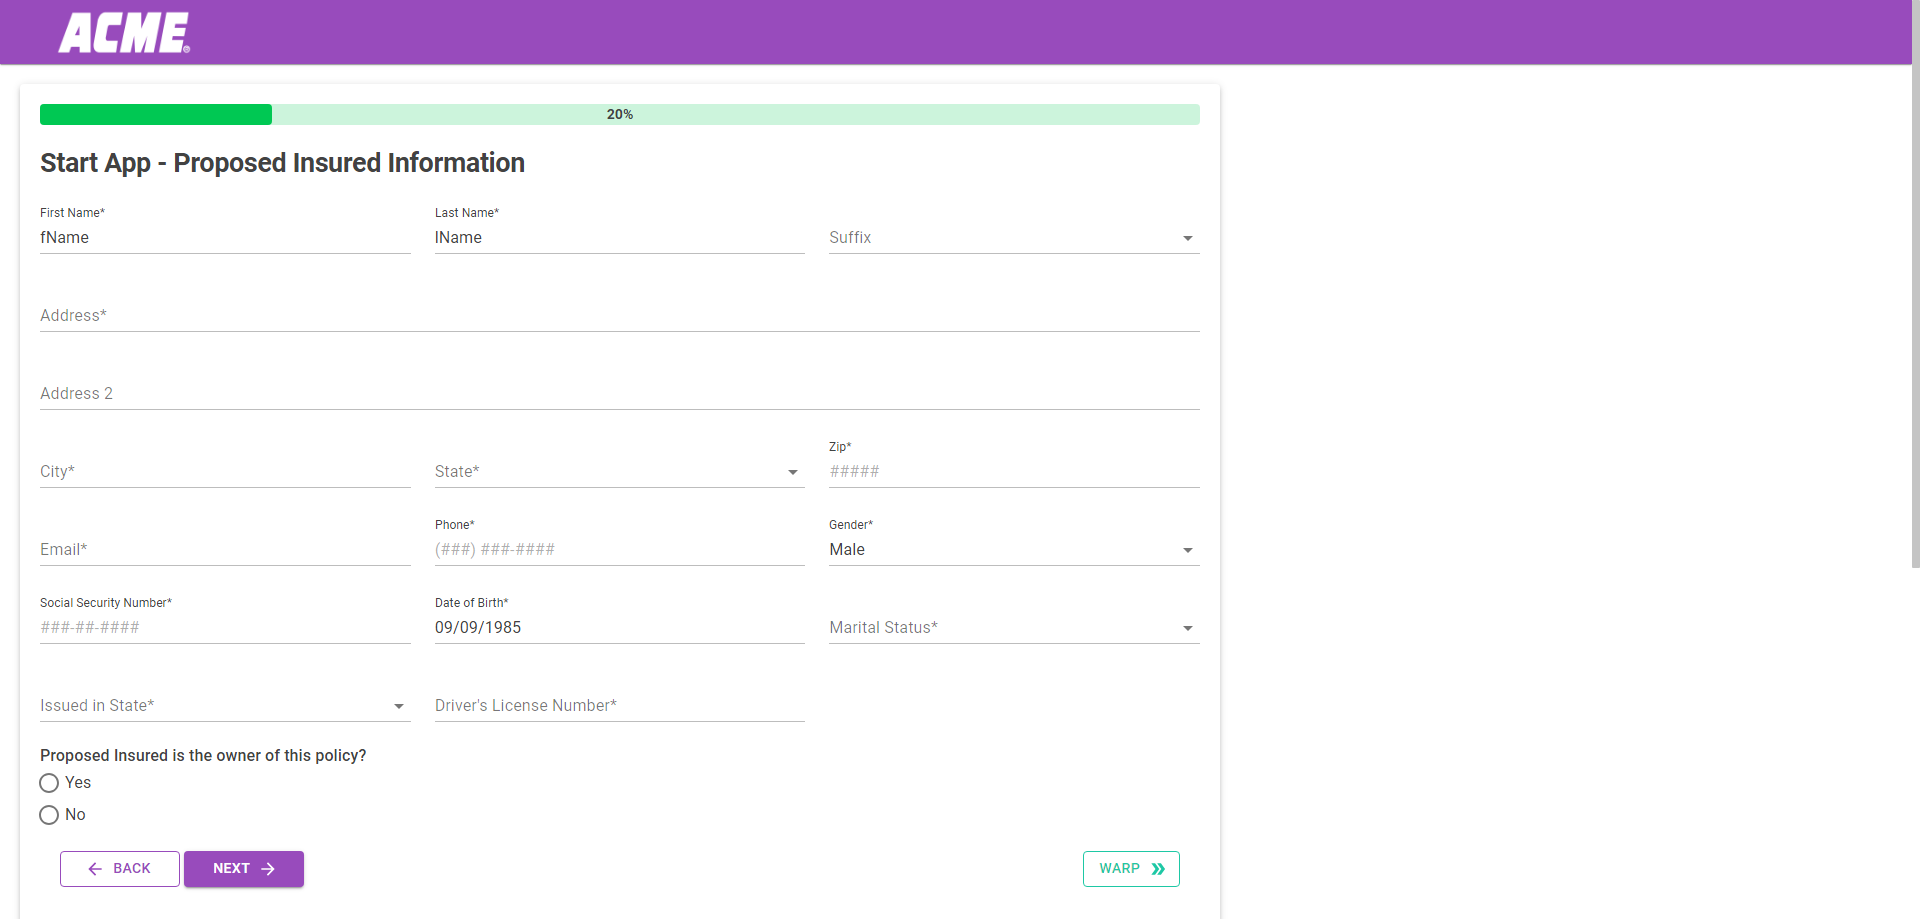 ACME®
20%
Start App - Proposed Insured Information
First Name* Last Name*
fName lName Suffix
Address*
Address 2
Zip*
City* State* #####
Phone* Gender*
Email* (###) ###-#### Male
Social Security Number* Date of Birth*
###-##-#### 09/09/1985 Marital Status*
Issued in State* Driver's License Number*
Proposed Insured is the owner of this policy?
Yes
No
BACK NEXT WARP